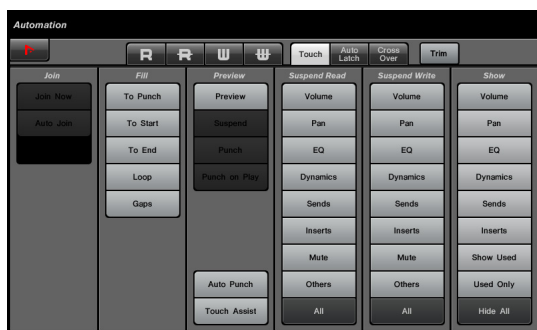 Automation
R R W W Touch Auto Latch Cross Over Trim
Join Fill Preview Suspend Read Suspend Write Show
Join Now To Punch Preview Volume Volume Volume
Auto Join To Start Suspend Pan Pan Pan
To End Punch EQ EQ EQ
Loop Punch on Play Dynamics Dynamics Dynamics
Gaps Sends Sends Sends
Inserts Inserts Inserts
Mute Mute Show Used
Auto Punch Others Others Used Only
Touch Assist All All Hide All